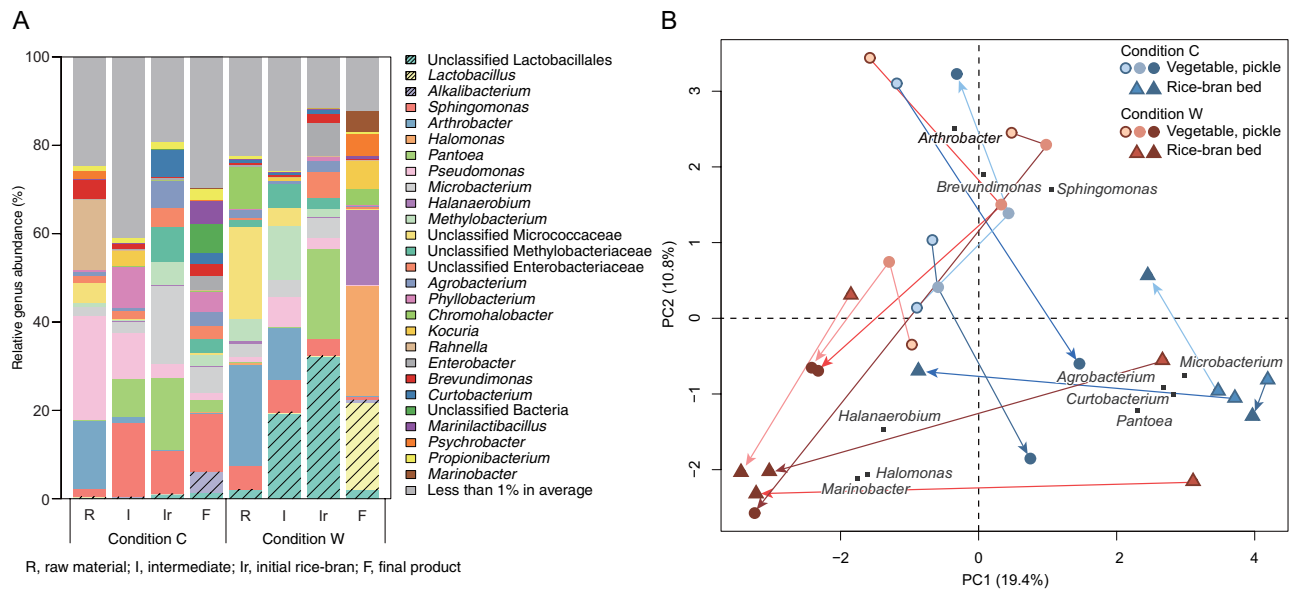 A
100
80
60
40
20
0
Relative genus abundance (%)
R
I
Ir
F
R
I
Ir
F
Condition C
Condition W
R, raw material; I, intermediate; Ir, initial rice-bran; F, final product
Unclassified Lactobacillales
Lactobacillus
Alkalibacterium
Sphingomonas
Arthrobacter
Halomonas
Pantoea
Pseudomonas
Microbacterium
Halanaerobium
Methylobacterium
Unclassified Micrococcaceae
Unclassified Methylobacteriaceae
Unclassified Enterobacteriaceae
Agrobacterium
Phyllobacterium
Chromohalobacter
Kocuria
Rahnella
Enterobacter
Brevundimonas
Curtobacterium
Unclassified Bacteria
Marinilactibacillus
Psychrobacter
Propionibacterium
Marinobacter
Less than 1% in average
B
Condition C
Vegetable, pickle
Rice-bran bed
Condition W
Vegetable, pickle
Rice-bran bed
Arthrobacter
Brevundimonas
Sphingomonas
Microbacterium
Agrobacterium
Curtobacterium
Pantoea
Halanaerobium
Halomonas
Marinobacter
3
2
1
0
−1
−2
PC2 (10.8%)
−2
0
2
4
PC1 (19.4%)